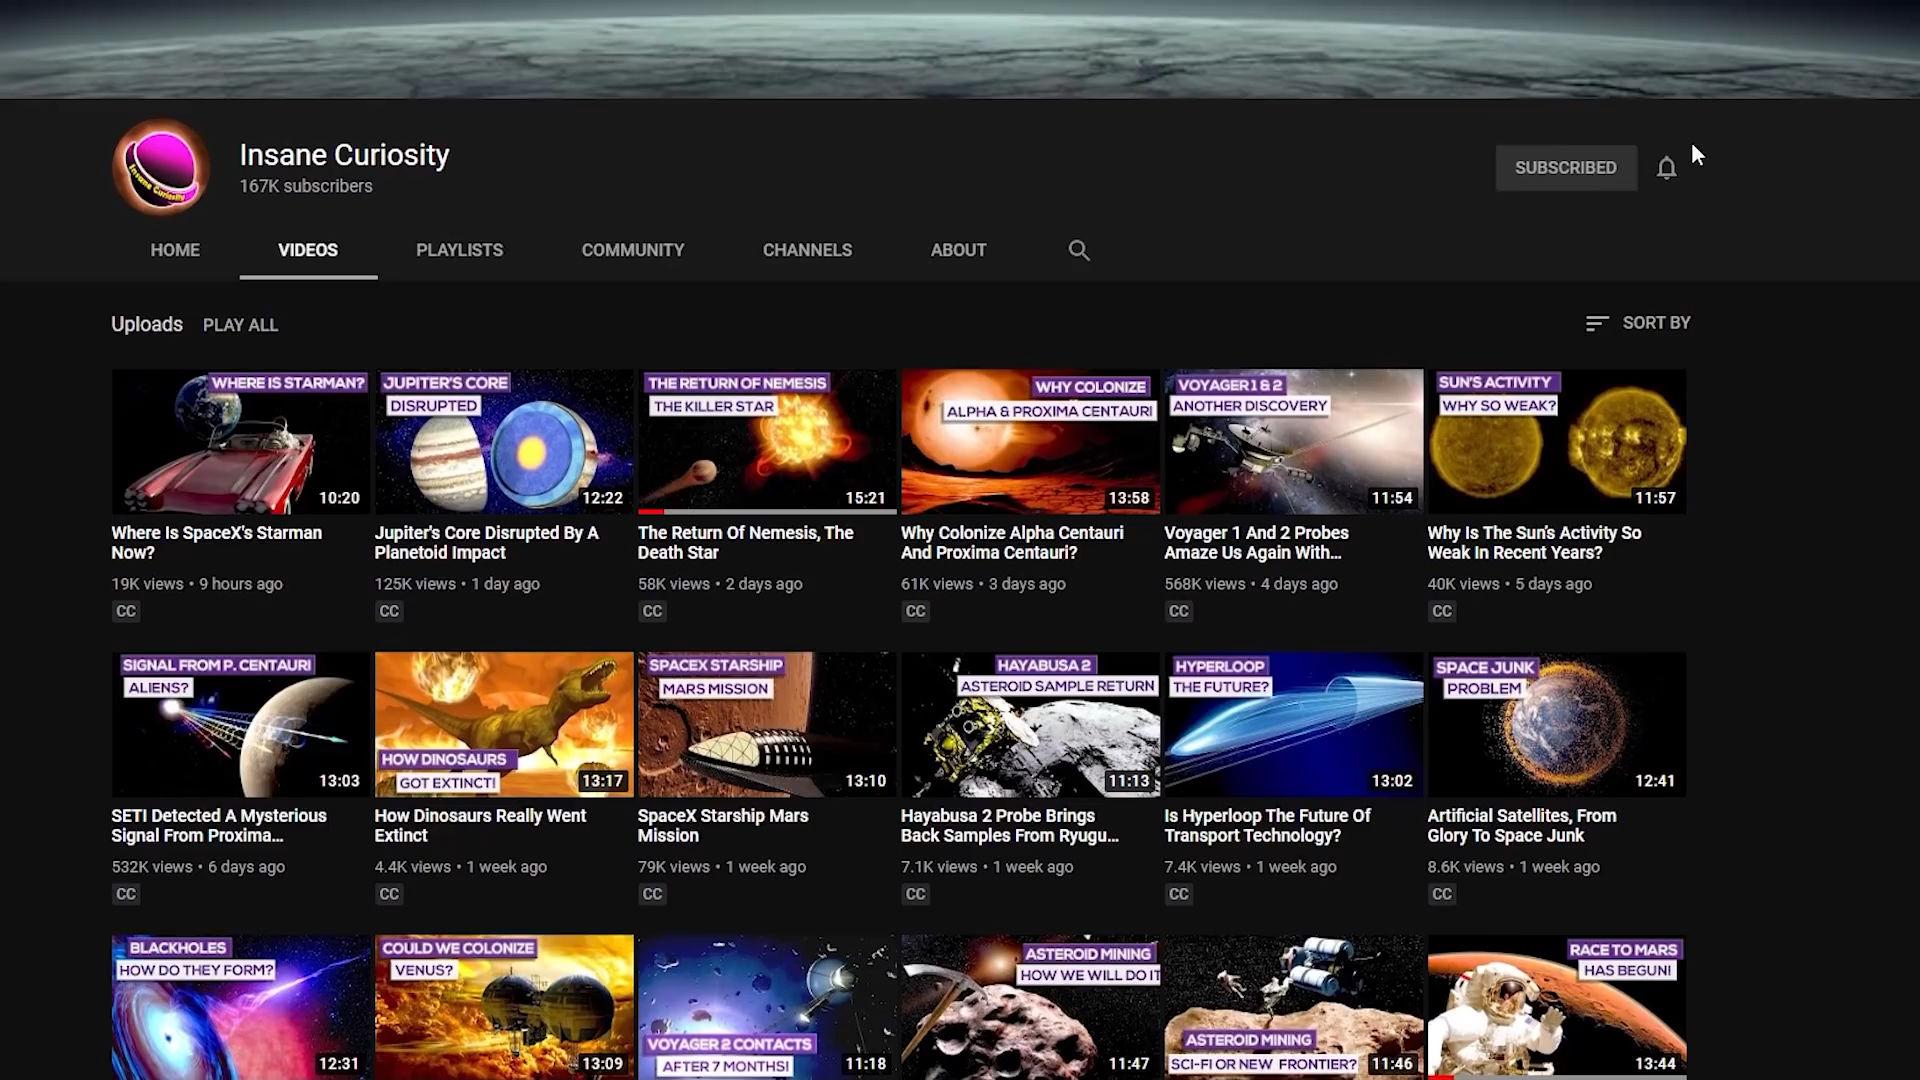 Insane Curiosity
167K subscribers
Insane Curiosity
SUBSCRIBED
HOME
VIDEOS
PLAYLISTS
COMMUNITY
CHANNELS
ABOUT
Uploads
PLAY ALL
SORT BY
WHERE IS STARMAN?
10:20
Where Is SpaceX's Starman
Now?
19K views • 9 hours ago
CC
JUPITER'S CORE
DISRUPTED
12:22
Jupiter's Core Disrupted By A
Planetoid Impact
125K views • 1 day ago
CC
THE RETURN OF NEMESIS
THE KILLER STAR
15:21
The Return Of Nemesis, The
Death Star
58K views • 2 days ago
CC
WHY COLONIZE
ALPHA & PROXIMA CENTAURI
13:58
Why Colonize Alpha Centauri
And Proxima Centauri?
61K views • 3 days ago
CC
VOYAGER 1 & 2
ANOTHER DISCOVERY
11:54
Voyager 1 And 2 Probes
Amaze Us Again With...
568K views • 4 days ago
CC
SUN'S ACTIVITY
WHY SO WEAK?
11:57
Why Is The Sun's Activity So
Weak In Recent Years?
40K views • 5 days ago
CC
SIGNAL FROM P. CENTAURI
ALIENS?
13:03
SETI Detected A Mysterious
Signal From Proxima...
532K views • 6 days ago
CC
HOW DINOSAURS
GOT EXTINCT!
13:17
How Dinosaurs Really Went
Extinct
4.4K views • 1 week ago
CC
SPACEX STARSHIP
MARS MISSION
13:10
SpaceX Starship Mars
Mission
79K views • 1 week ago
CC
HAYABUSA 2
ASTEROID SAMPLE RETURN
11:13
Hayabusa 2 Probe Brings
Back Samples From Ryugu...
7.1K views • 1 week ago
CC
HYPERLOOP
THE FUTURE?
13:02
Is Hyperloop The Future Of
Transport Technology?
7.4K views • 1 week ago
CC
SPACE JUNK
PROBLEM
12:41
Artificial Satellites, From
Glory To Space Junk
8.6K views • 1 week ago
CC
BLACKHOLES
HOW DO THEY FORM?
12:31
COULD WE COLONIZE
VENUS?
13:09
VOYAGER 2 CONTACTS
AFTER 7 MONTHS!
11:18
ASTEROID MINING
HOW WE WILL DO IT
11:47
ASTEROID MINING
SCI-FI OR NEW FRONTIER?
11:46
RACE TO MARS
HAS BEGUN!
13:44